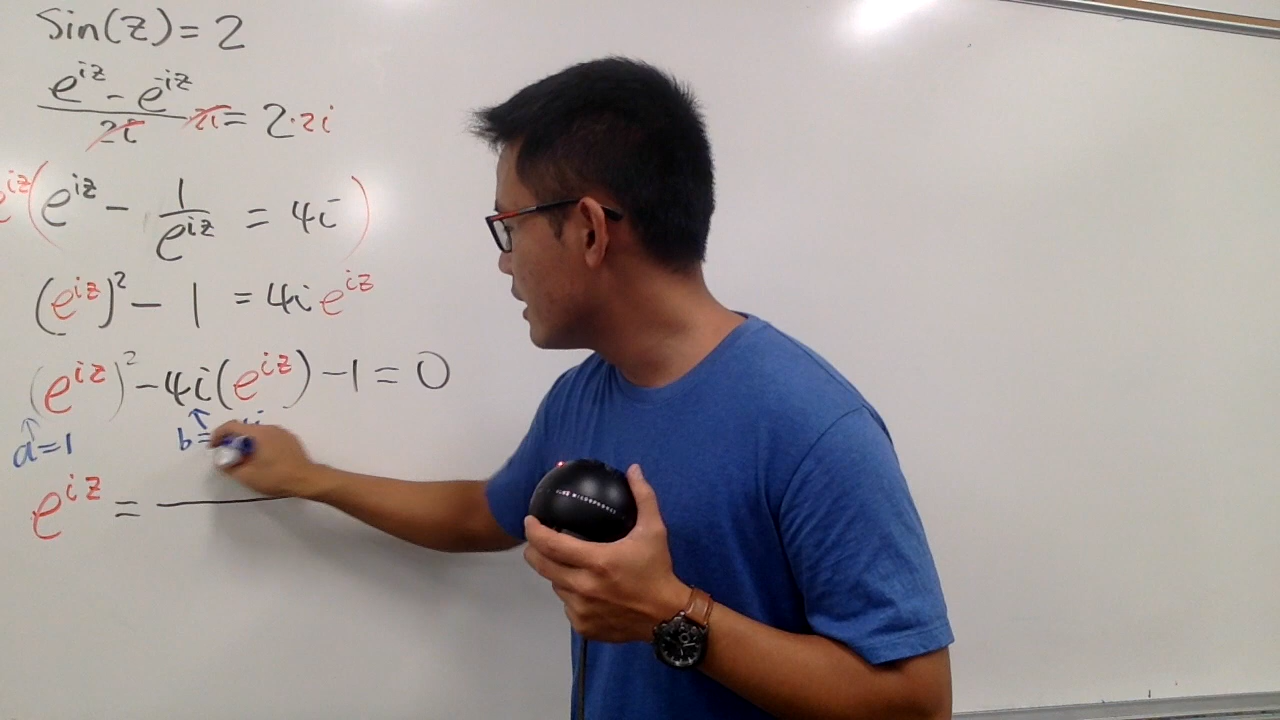 Sin(z) = 2
(e^{iz} - e^{-iz})/2i · 2i = 2·2i
e^{iz}(e^{iz} - 1/e^{iz} = 4i)
(e^{iz})^2 - 1 = 4i e^{iz}
(e^{iz})^2 - 4i(e^{iz}) - 1 = 0
a=1 b=
e^{iz} =